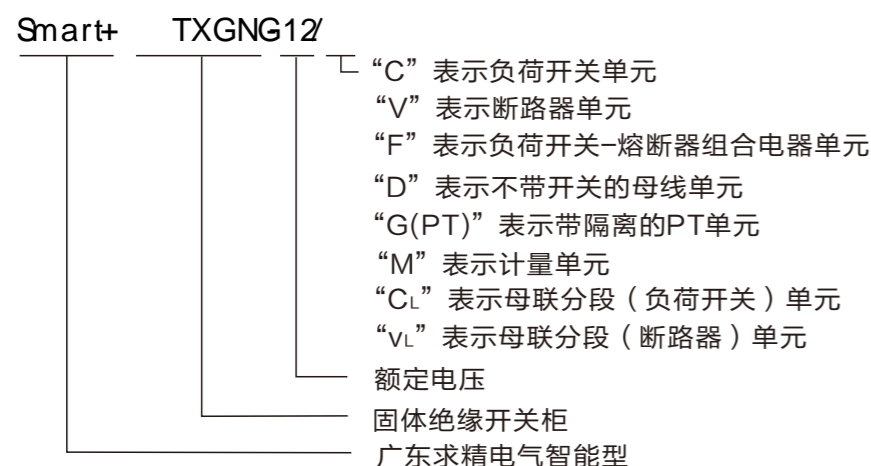 Smart+ TXGNG12/
“C”表示负荷开关单元
“V”表示断路器单元
“F”表示负荷开关-熔断器组合电器单元
“D”表示不带开关的母线单元
“G(PT)”表示带隔离的PT单元
“M”表示计量单元
“CL”表示母联分段（负荷开关）单元
“VL”表示母联分段（断路器）单元
额定电压
固体绝缘开关柜
广东求精电气智能型